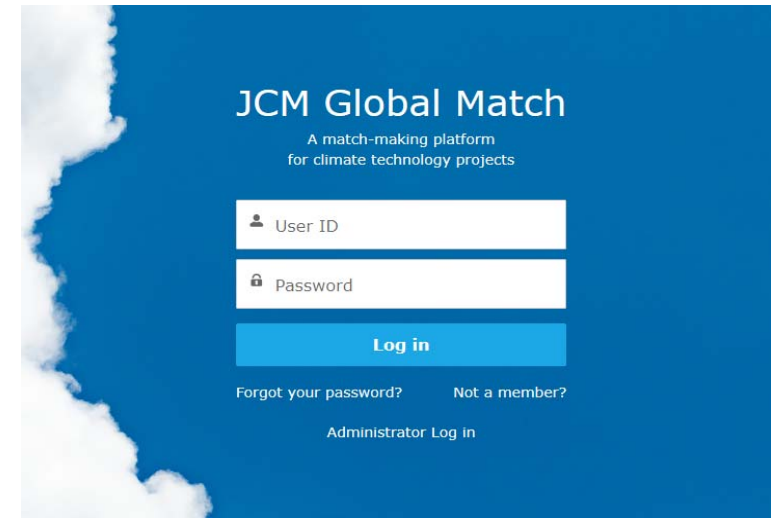 JCM Global Match
A match-making platform
for climate technology projects
User ID
Password
Log in
Forgot your password? Not a member?
Administrator Log in